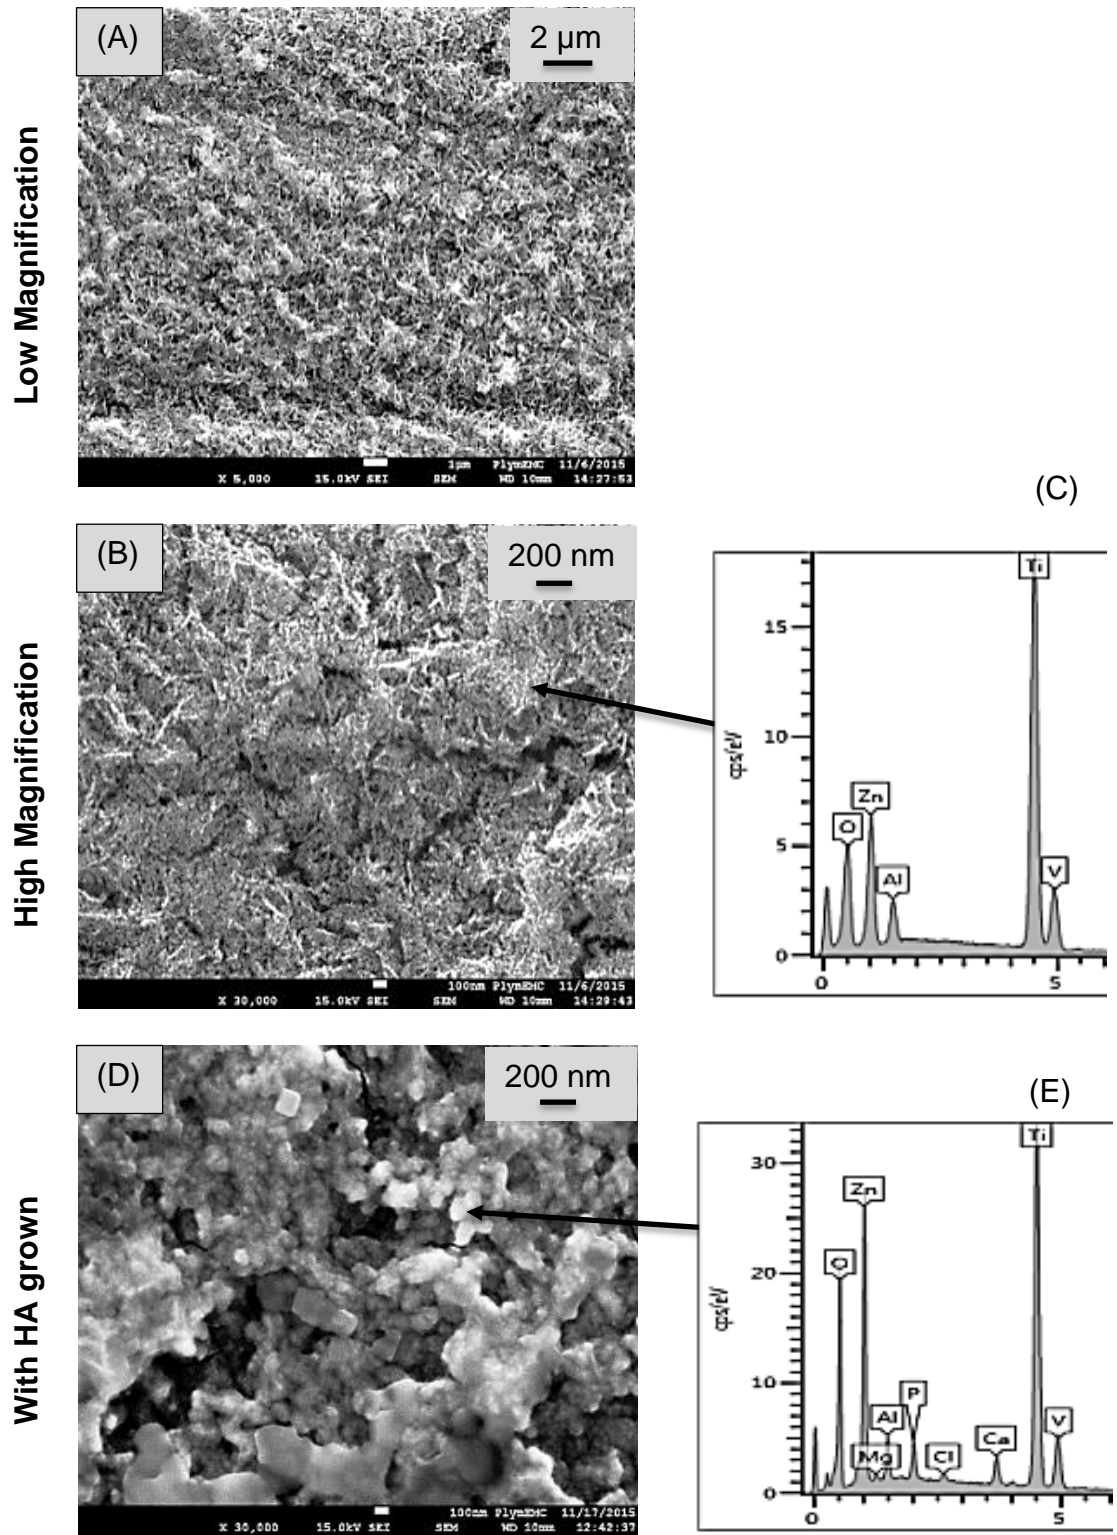 (A)
2 µm
Low Magnification
1µm PlymEMC 11/6/2015
X 5,000 15.0kV SEI SEM WD 10mm 14:27:53
(B)
200 nm
High Magnification
100nm PlymEMC 11/6/2015
X 30,000 15.0kV SEI SEM WD 10mm 14:29:43
(C)
Ti
15
10
cps/eV
Zn
O
5
Al
V
0
0 5
(D)
200 nm
With HA grown
100nm PlymEMC 11/17/2015
X 30,000 15.0kV SEI SEM WD 10mm 12:42:37
(E)
Ti
30
Zn
O
20
cps/eV
10
P
Al
Mg
Cl
Ca
V
0
0 5